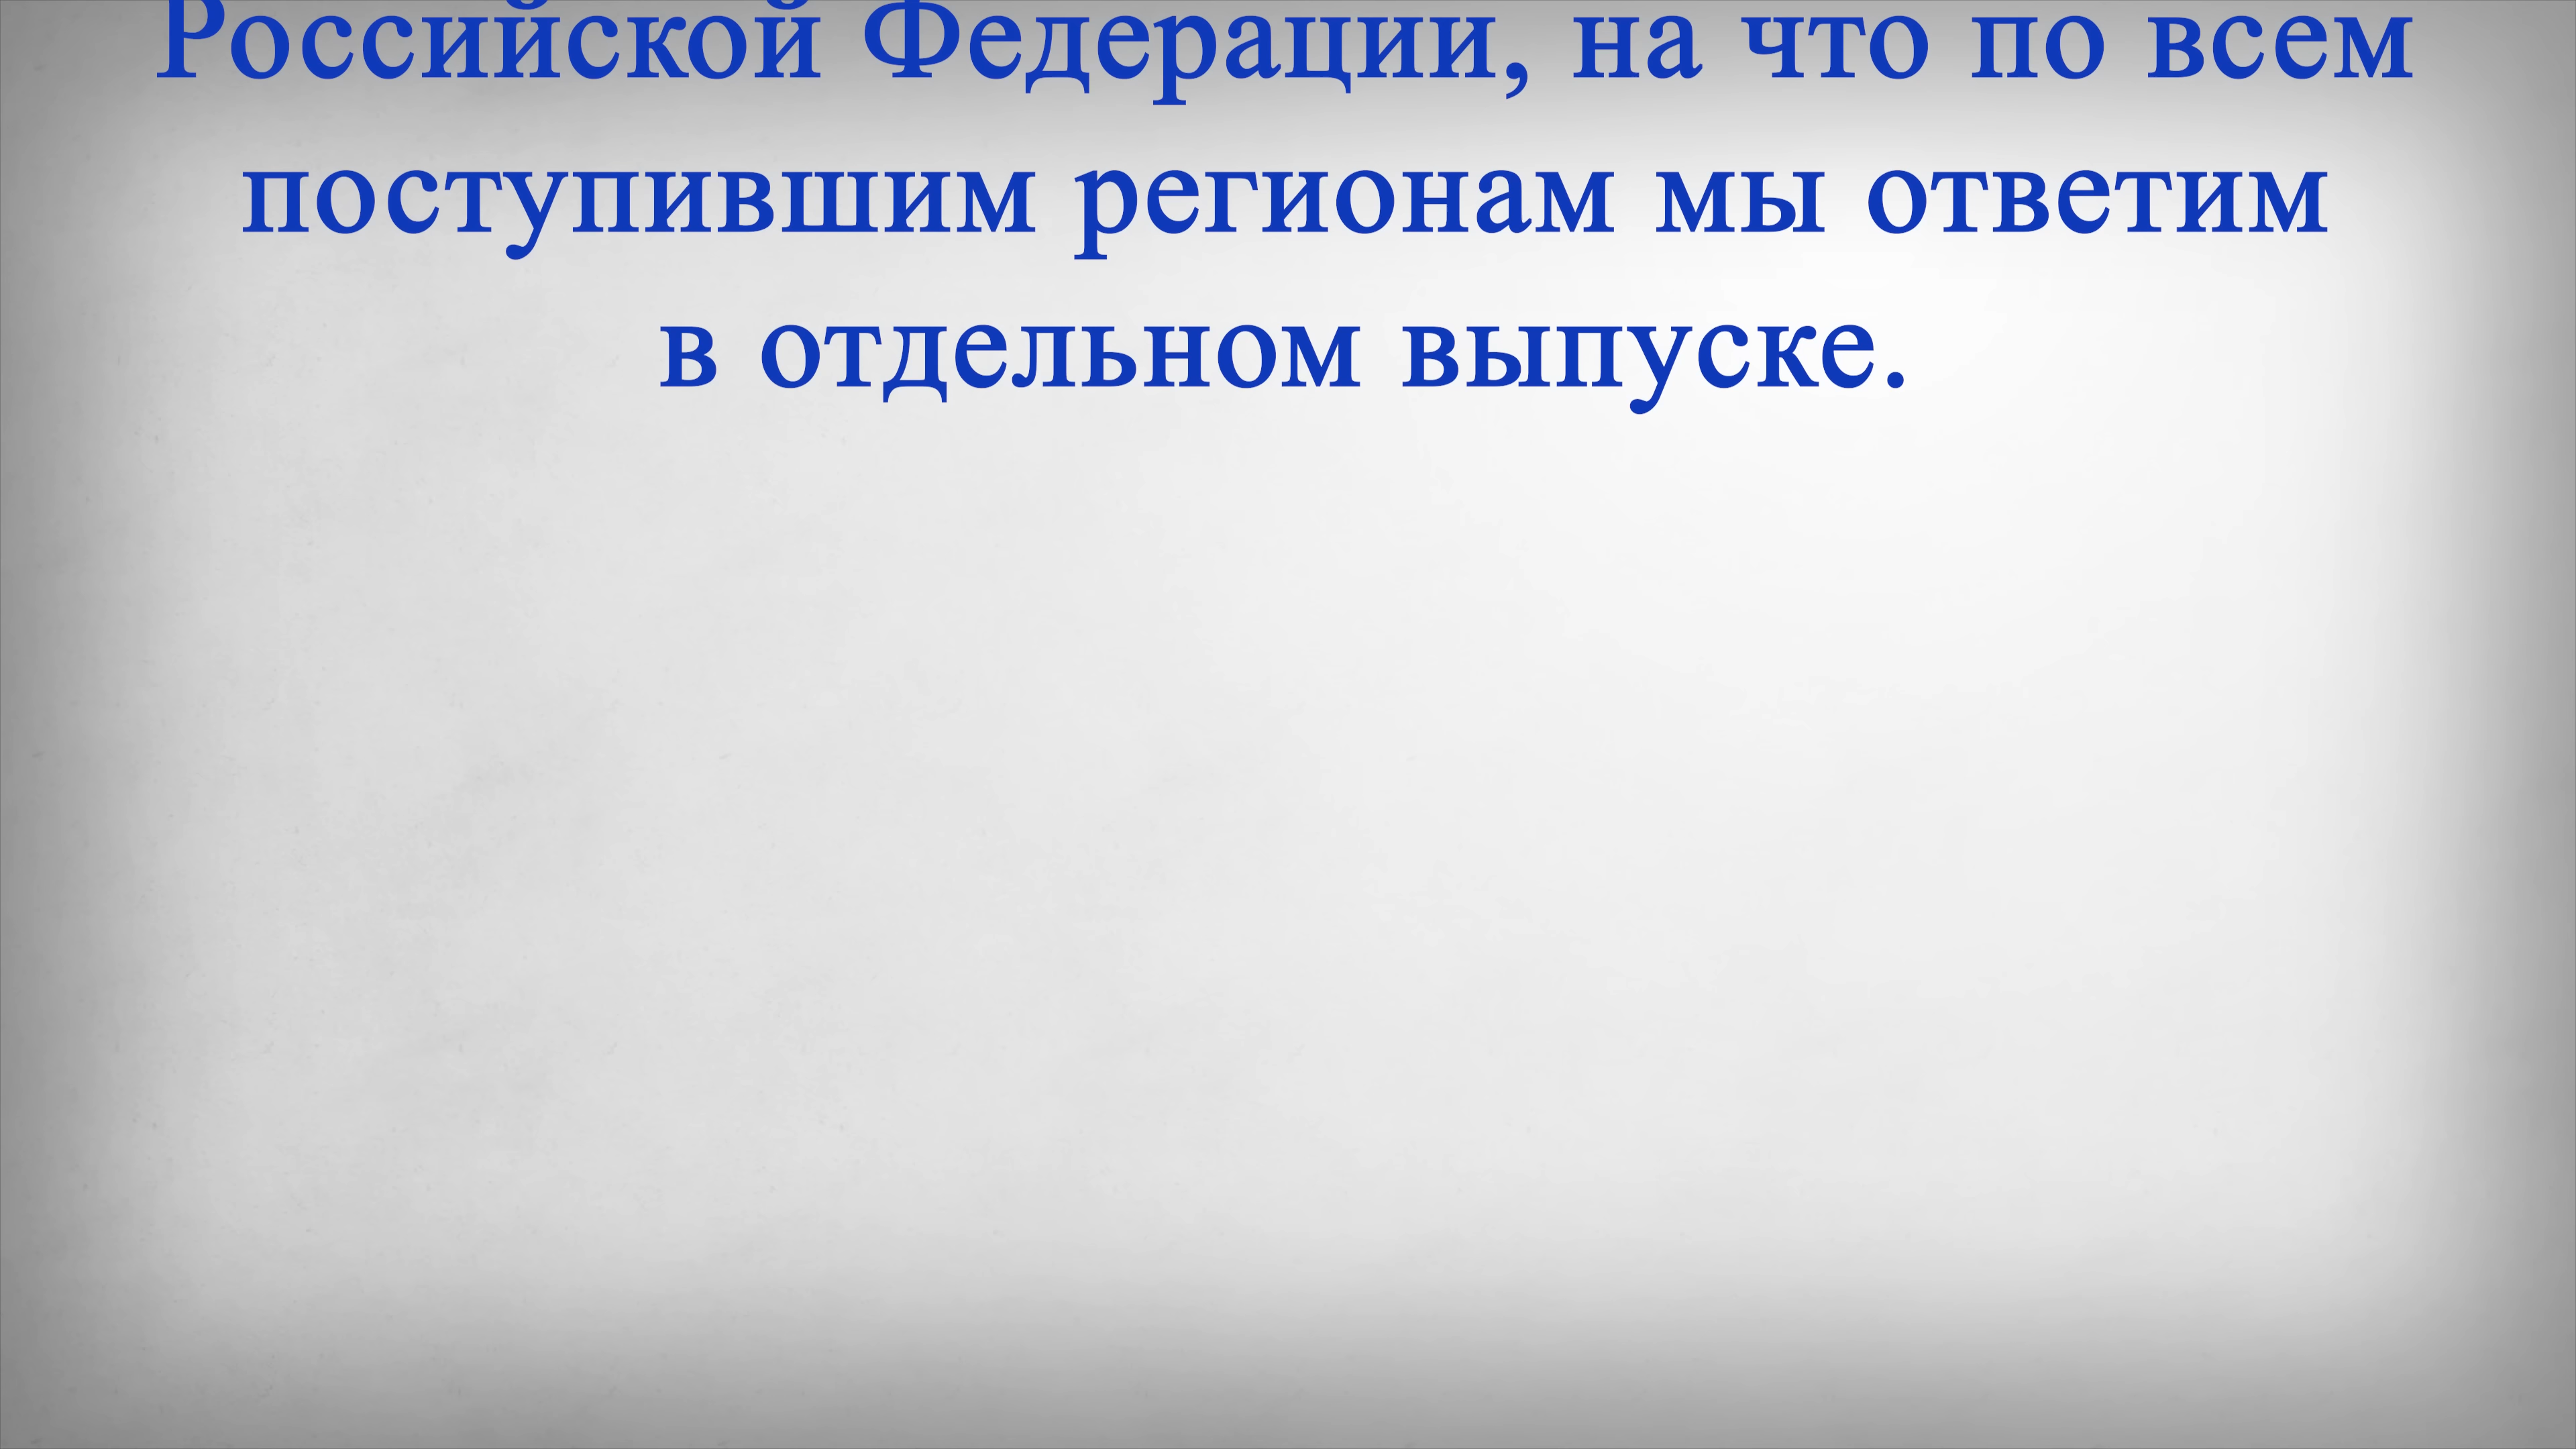 Российской Федерации, на что по всем
поступившим регионам мы ответим
в отдельном выпуске.